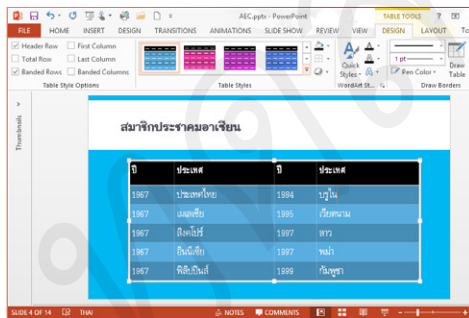 AEC.pptx - PowerPoint
TABLE TOOLS
FILE HOME INSERT DESIGN TRANSITIONS ANIMATIONS SLIDE SHOW REVIEW VIEW DESIGN LAYOUT To
Header Row First Column
Total Row Last Column
Banded Rows Banded Columns
Table Style Options
Table Styles
Quick Styles
WordArt St...
1 pt
Pen Color
Draw Table
Draw Borders
Thumbnails
สมาชิกประชาคมอาเซียน
ปี ประเทศ ปี ประเทศ
1967 ประเทศไทย 1984 บรูไน
1967 มาเลเซีย 1995 เวียดนาม
1967 สิงคโปร์ 1997 ลาว
1967 อินโดนีเซีย 1997 พม่า
1967 ฟิลิปปินส์ 1999 กัมพูชา
SLIDE 4 OF 14 THAI NOTES COMMENTS